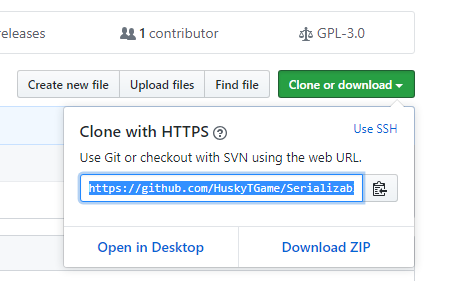 releases 1 contributor GPL-3.0
Create new file Upload files Find file Clone or download
Clone with HTTPS Use SSH
Use Git or checkout with SVN using the web URL.
https://github.com/HuskyTGame/Serializab
Open in Desktop Download ZIP